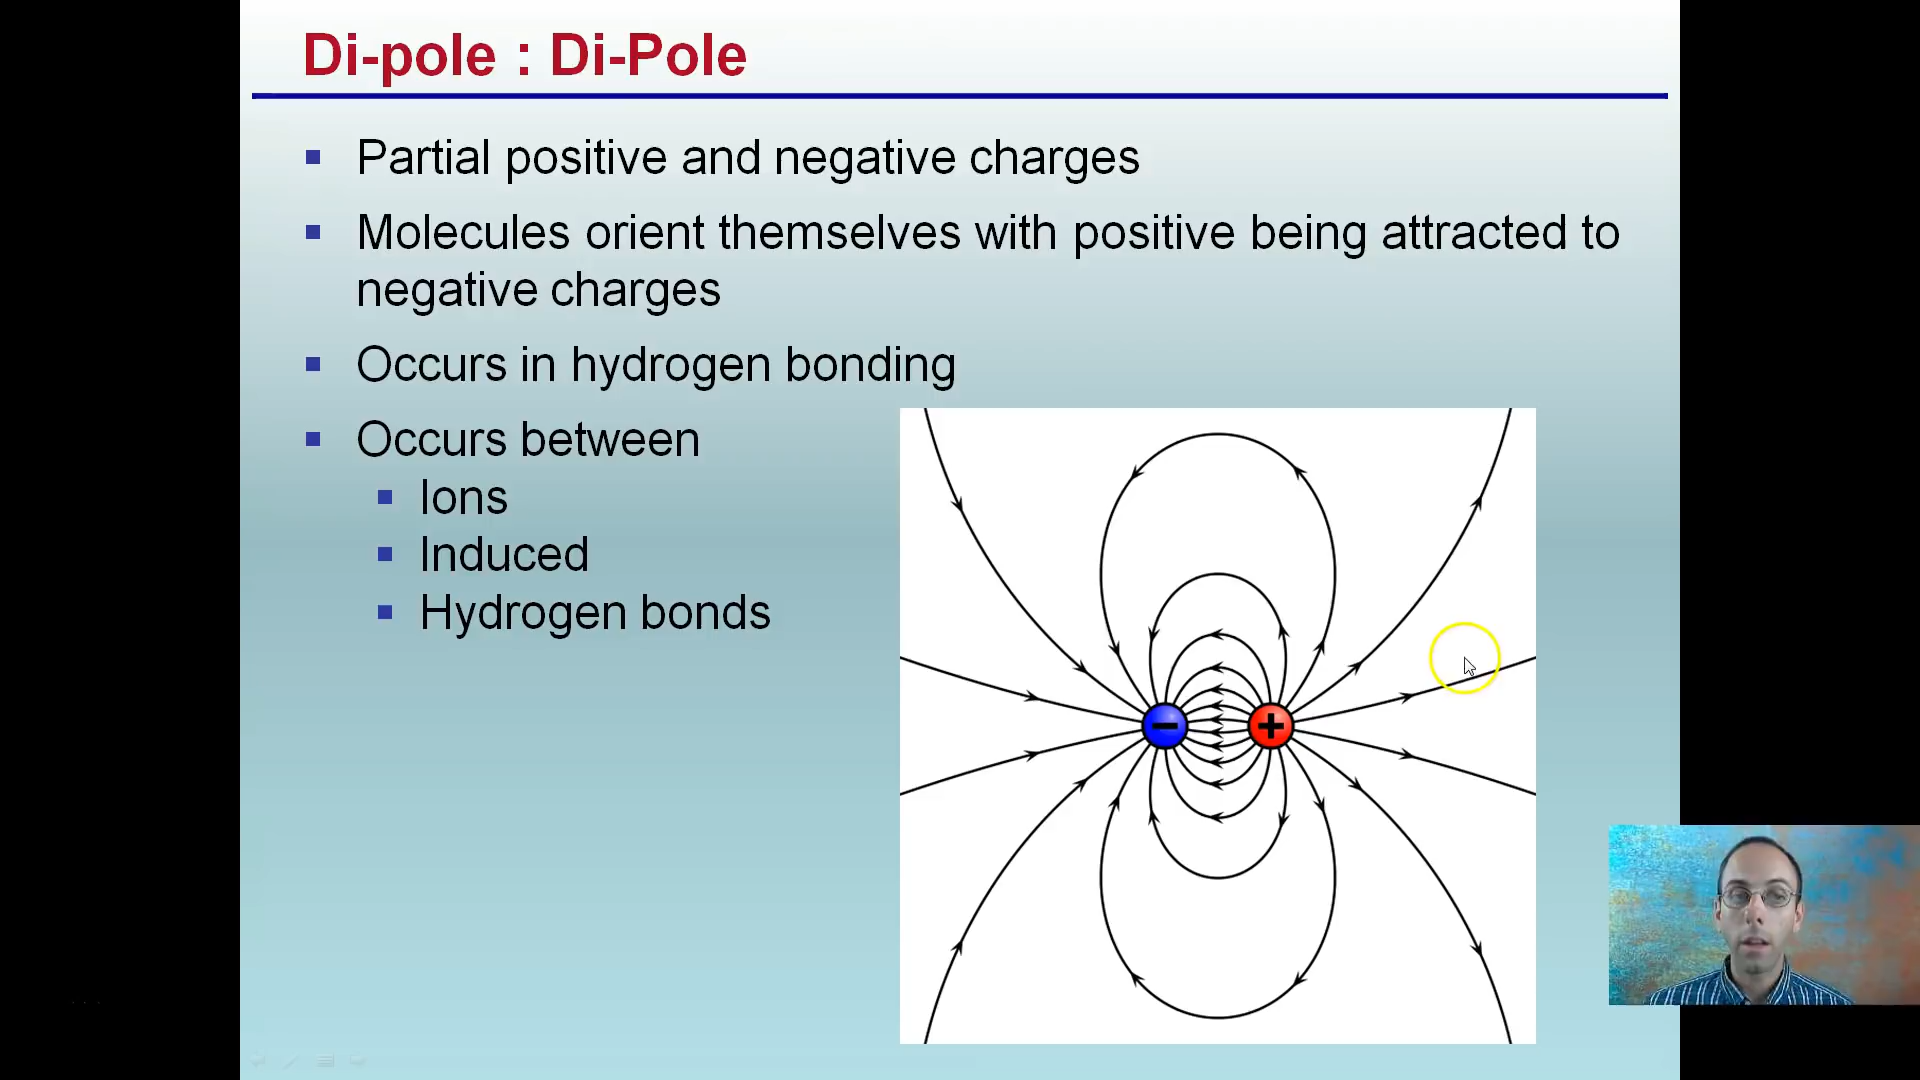 Di-pole : Di-Pole
Partial positive and negative charges
Molecules orient themselves with positive being attracted to
negative charges
Occurs in hydrogen bonding
Occurs between
Ions
Induced
Hydrogen bonds
− +